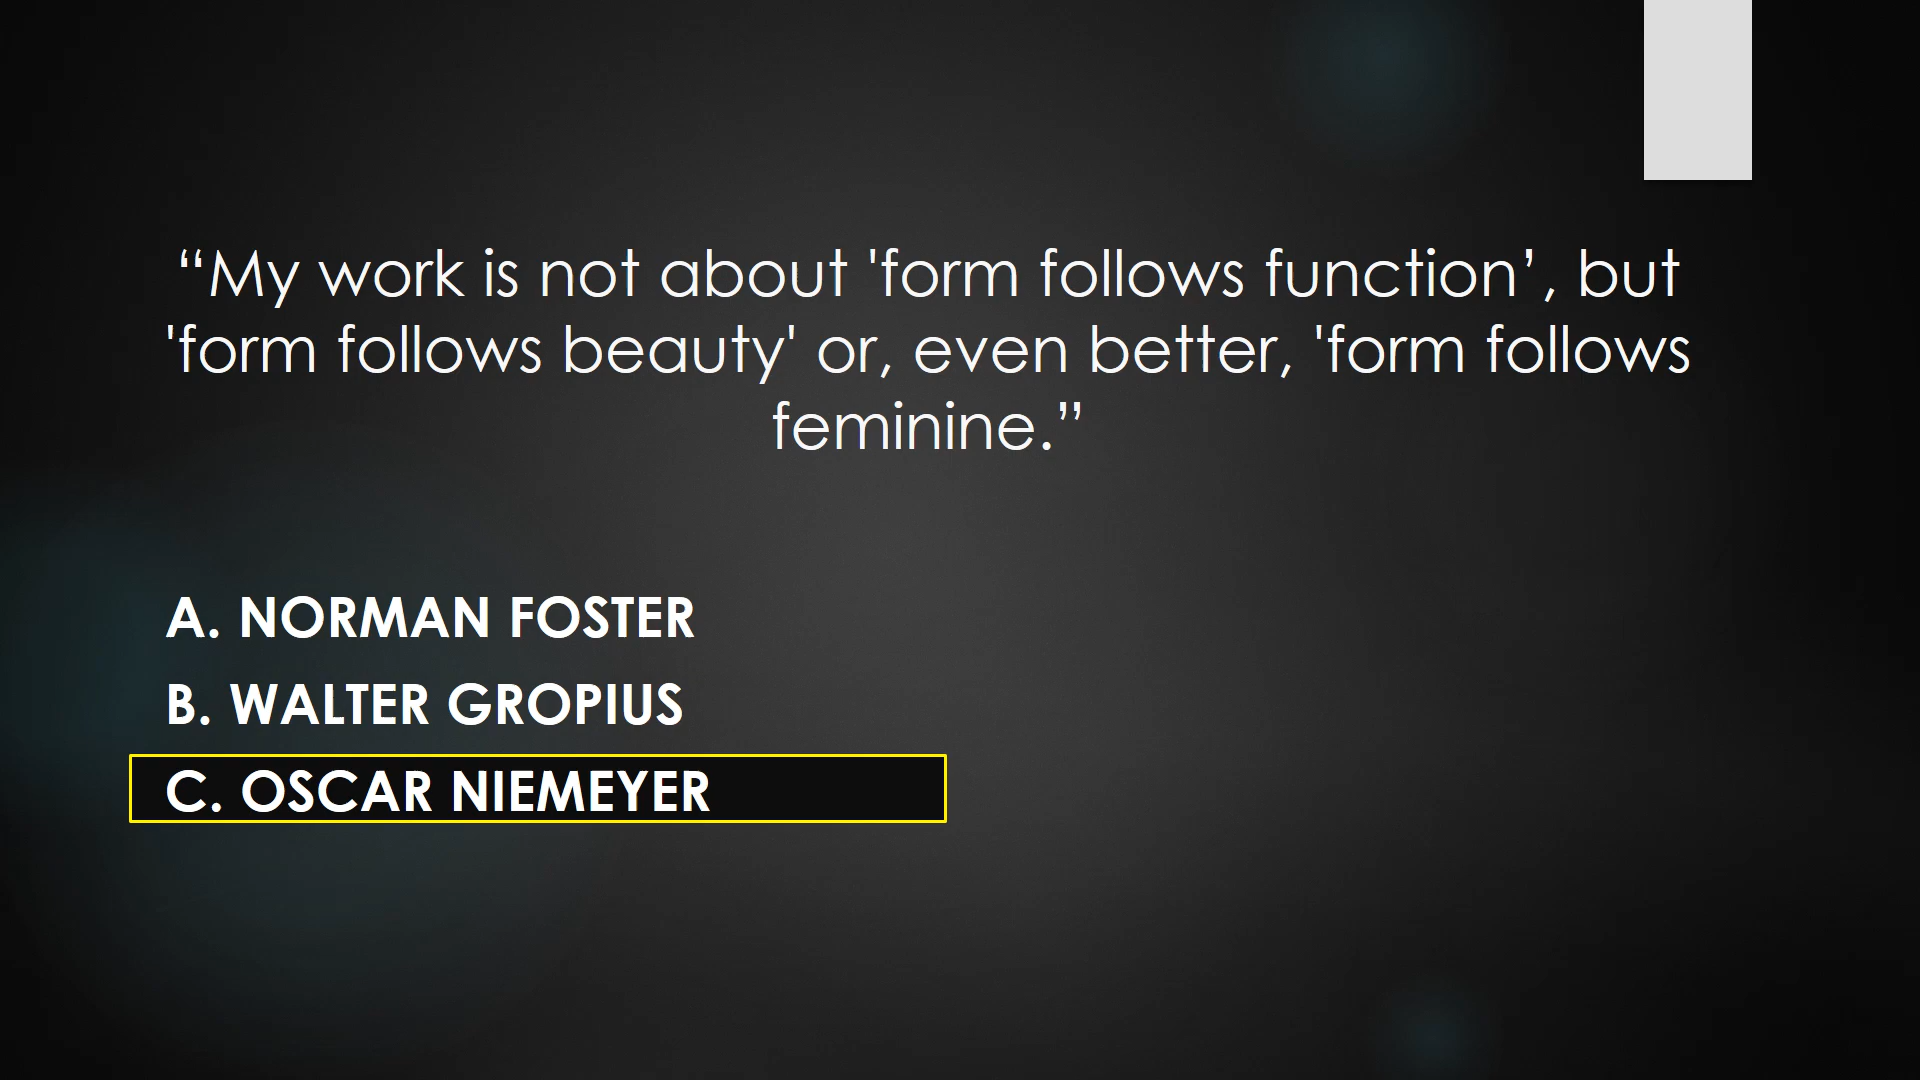 “My work is not about 'form follows function’, but
'form follows beauty' or, even better, 'form follows
feminine.”
A. NORMAN FOSTER
B. WALTER GROPIUS
C. OSCAR NIEMEYER